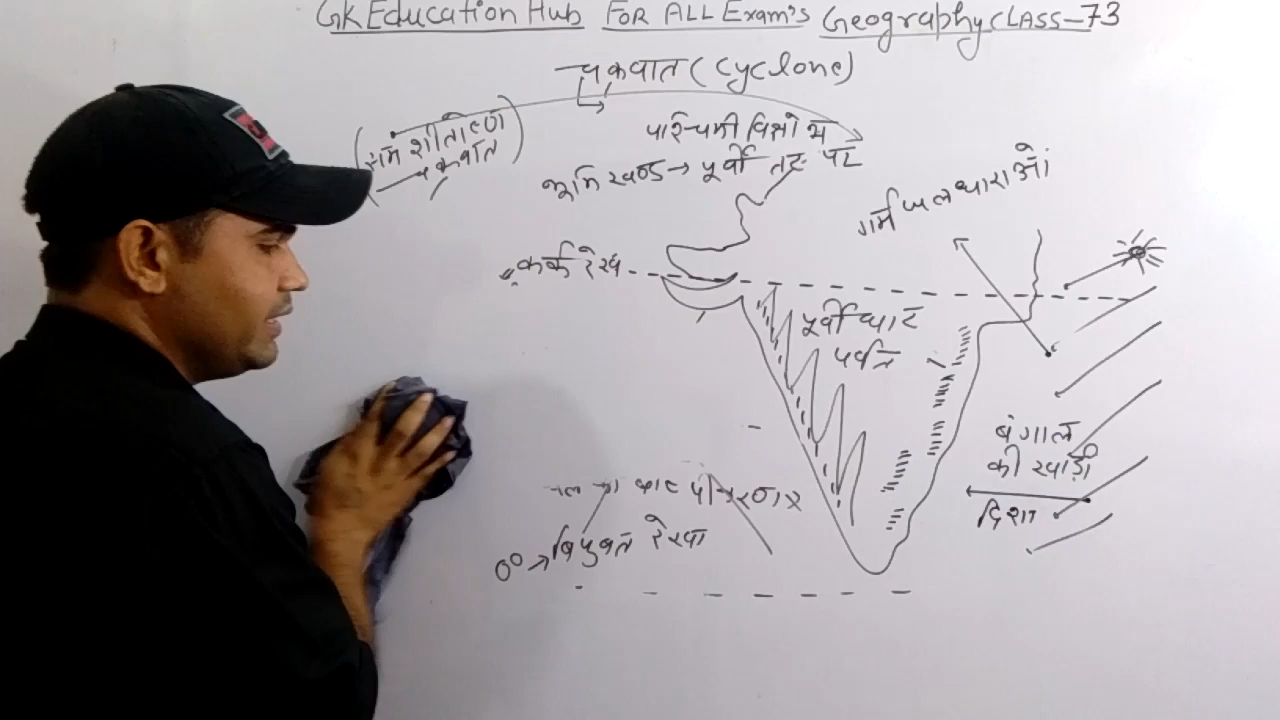 GK Education Hub For ALL Exam's Geography CLASS-73
चक्रवात (Cyclone)
शीतोष्ण
चक्रवात
पश्चिमी विक्षोभ
भूमि खण्ड → पूर्वी तट पर
गर्म जल धाराओं
कर्क रेखा
पूर्वी घाट
पर्वत
बंगाल
की खाड़ी
दिशा
0° → विषुवत रेखा